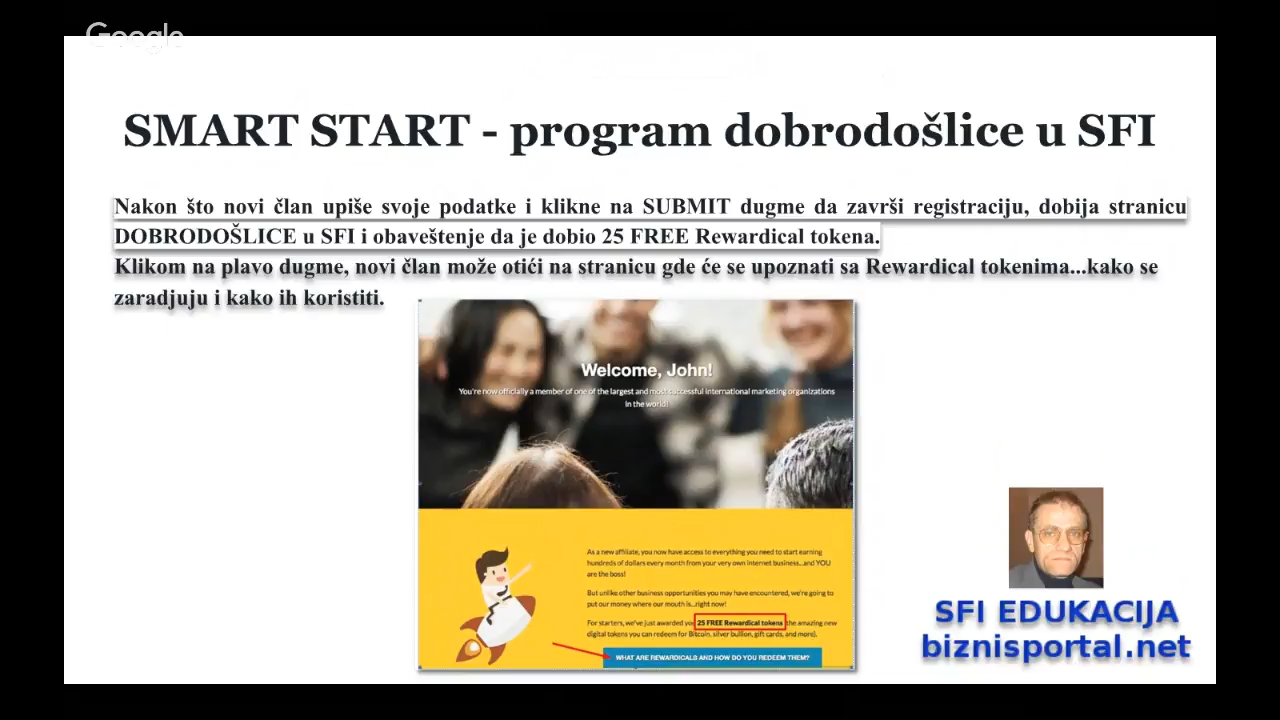 Google
SMART START - program dobrodošlice u SFI
Nakon što novi član upiše svoje podatke i klikne na SUBMIT dugme da završi registraciju, dobija stranicu
DOBRODOŠLICE u SFI i obaveštenje da je dobio 25 FREE Rewardical tokena.
Klikom na plavo dugme, novi član može otići na stranicu gde će se upoznati sa Rewardical tokenima...kako se
zaradjuju i kako ih koristiti.
Welcome, John!
You're now officially a member of one of the largest and most successful international marketing organizations
in the world!
As a new affiliate, you now have access to everything you need to start earning
hundreds of dollars every month from your very own internet business...and YOU
are the boss!
But unlike other business opportunities you may have encountered, we're going to
put our money where our mouth is...right now!
For starters, we've just awarded you 25 FREE Rewardical tokens the amazing new
digital tokens you can redeem for Bitcoin, silver bullion, gift cards, and more).
WHAT ARE REWARDICALS AND HOW DO YOU REDEEM THEM?
SFI EDUKACIJA
biznisportal.net